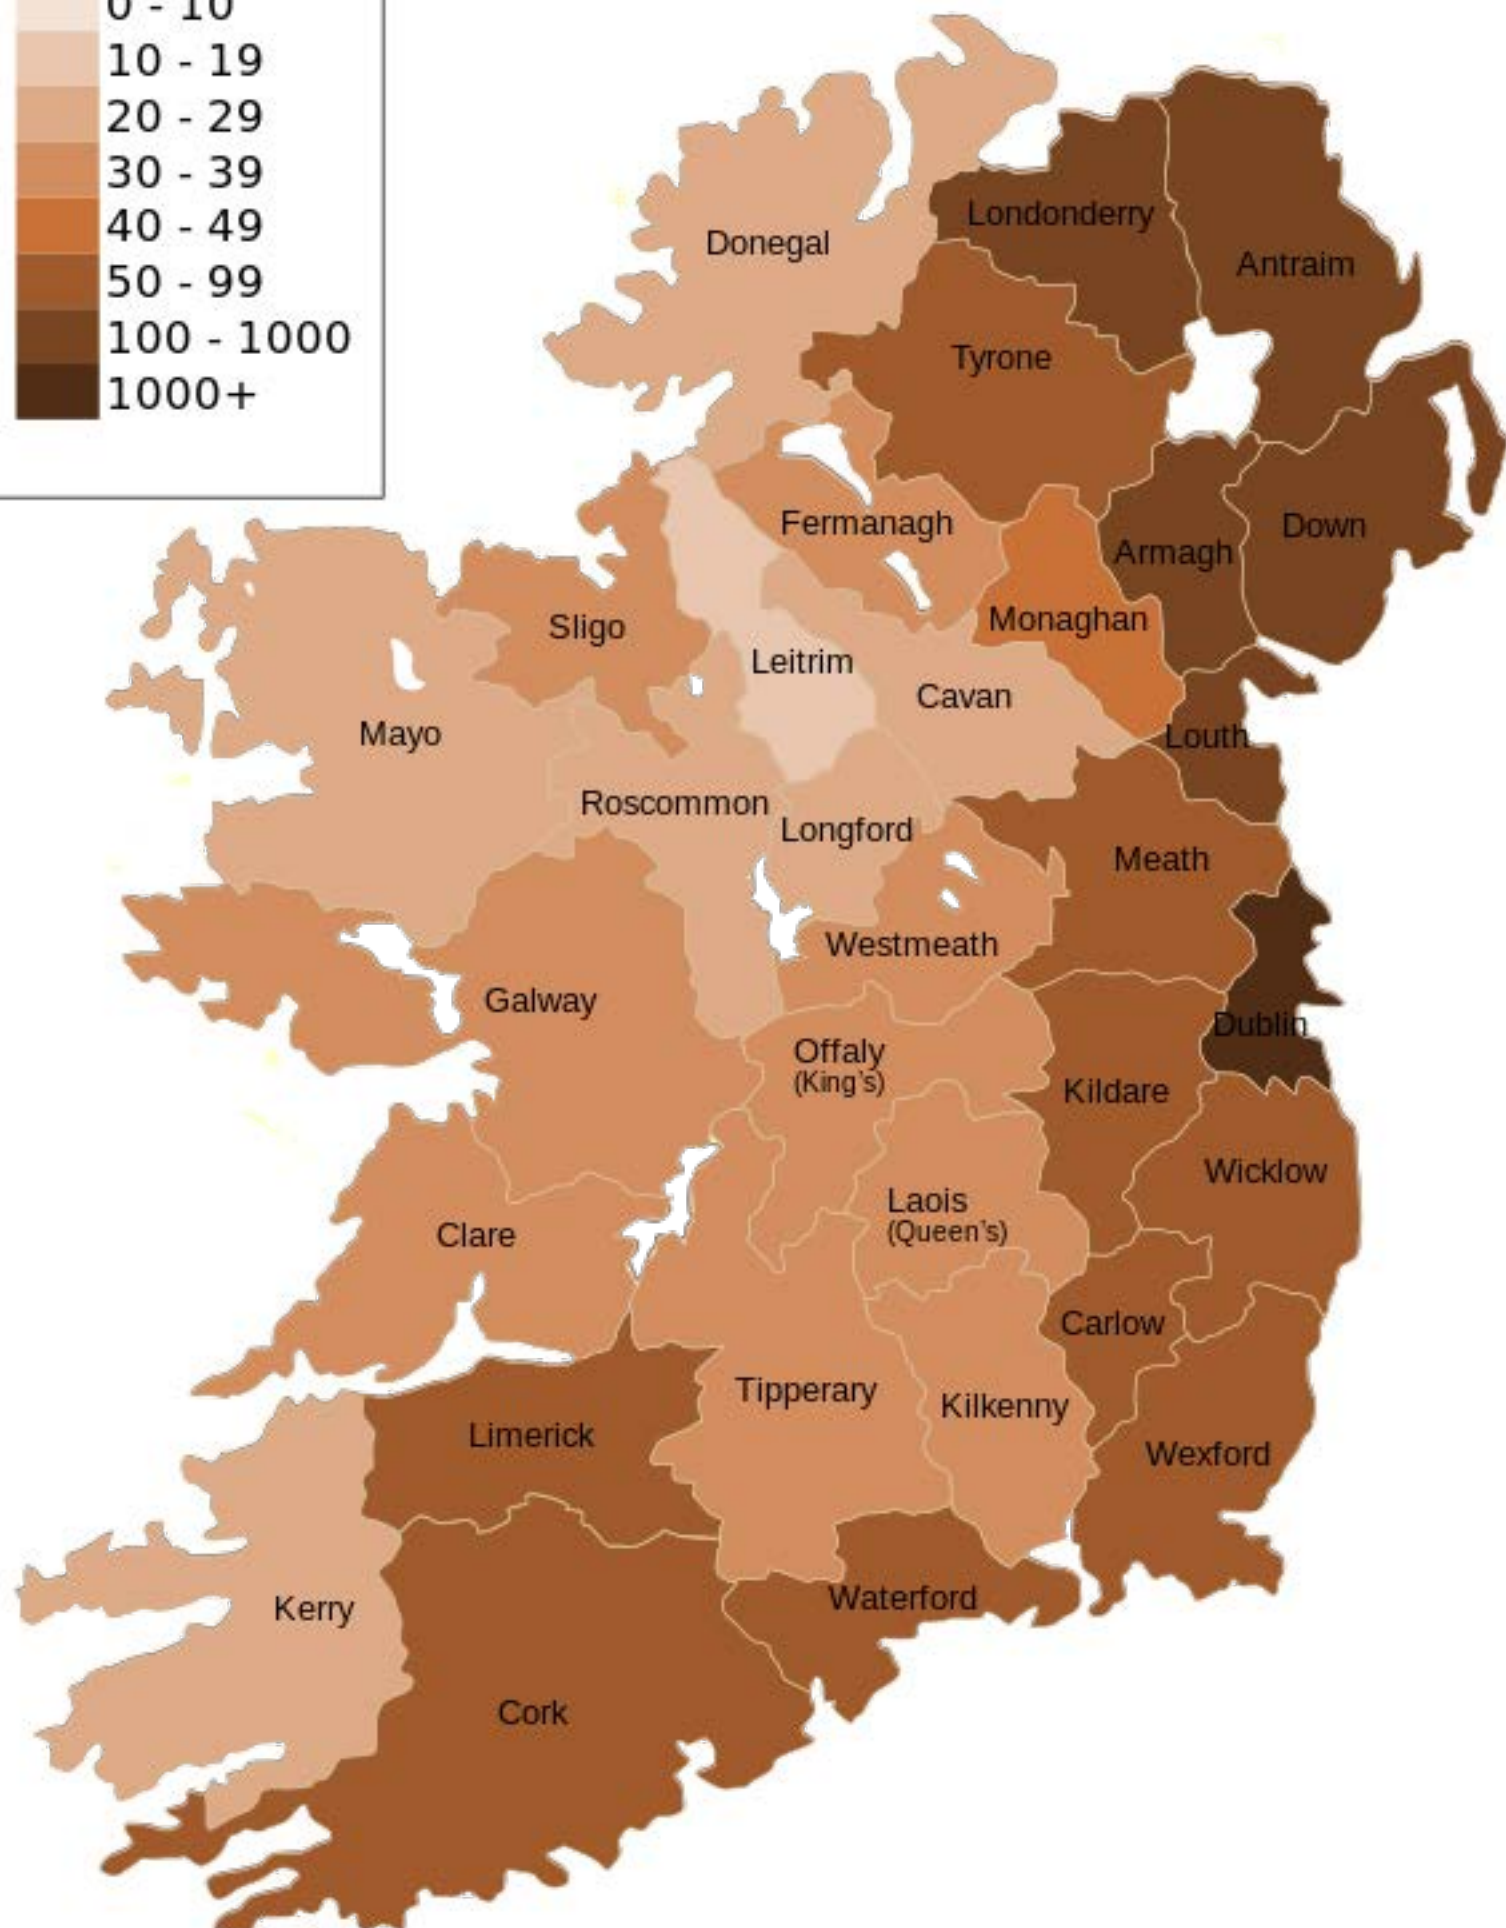 0 - 10
10 - 19
20 - 29
30 - 39
40 - 49
50 - 99
100 - 1000
1000+
Londonderry
Donegal
Antraim
Tyrone
Fermanagh
Down
Armagh
Monaghan
Sligo
Leitrim
Cavan
Mayo
Louth
Roscommon
Longford
Meath
Westmeath
Galway
Dublin
Offaly
(King's)
Kildare
Wicklow
Laois
(Queen's)
Clare
Carlow
Tipperary
Kilkenny
Limerick
Wexford
Waterford
Kerry
Cork